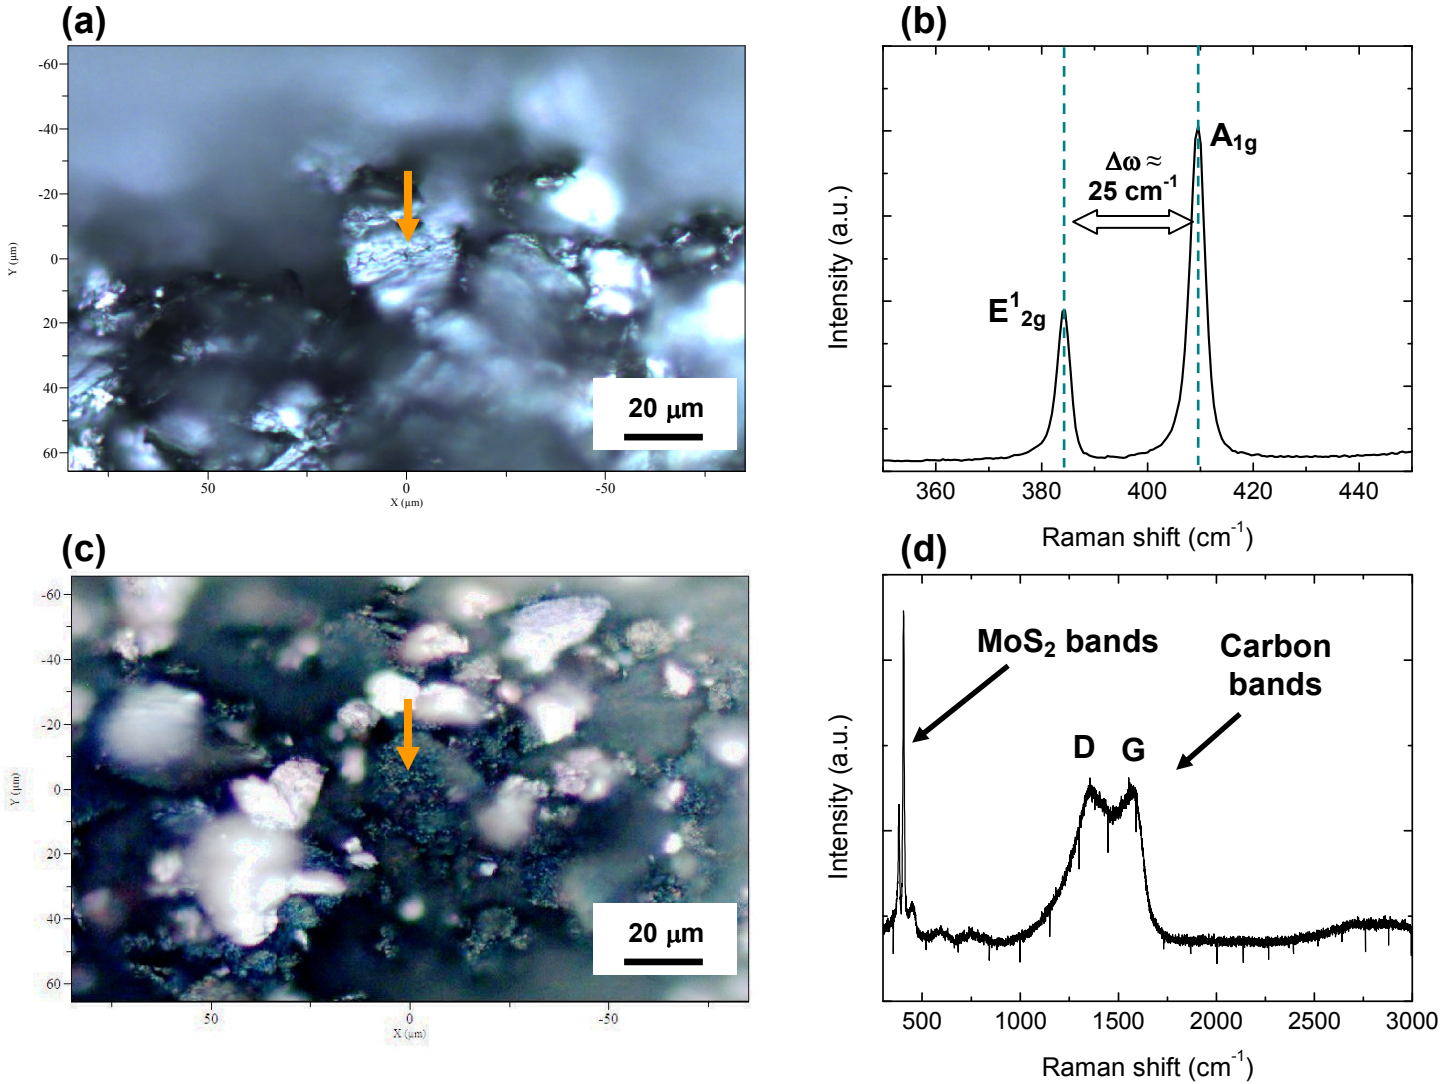 (a)
-60
-40
-20
0
20
40
60
Y (µm)
50
0
-50
X (µm)
20 µm
(b)
Intensity (a.u.)
E¹₂g
A₁g
Δω ≈
25 cm⁻¹
360
380
400
420
440
Raman shift (cm⁻¹)
(c)
-60
-40
-20
0
20
40
60
Y (µm)
50
0
-50
X (µm)
20 µm
(d)
Intensity (a.u.)
MoS₂ bands
Carbon
bands
D
G
500
1000
1500
2000
2500
3000
Raman shift (cm⁻¹)